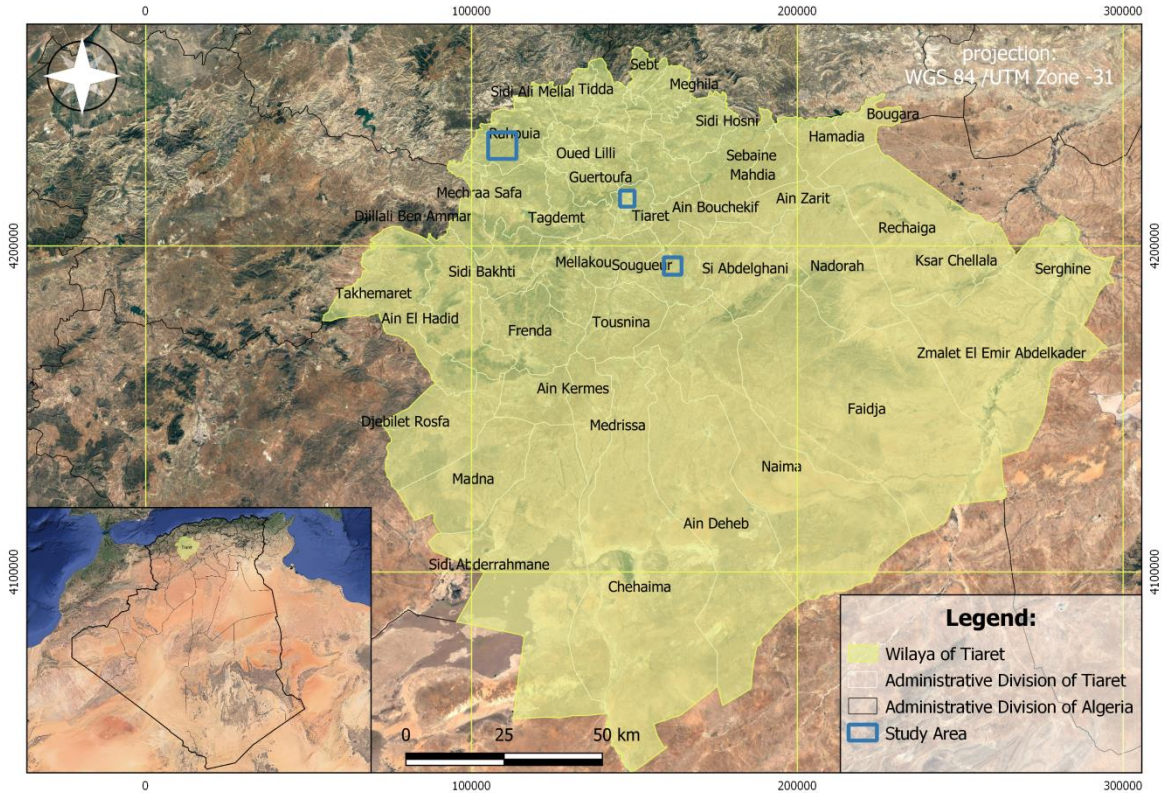 0
100000
200000
300000
projection:
WGS 84 /UTM Zone -31
Sebt
Meghila
Sidi Ali Mellal
Tidda
Bougara
Sidi Hosni
Hamadia
Rahouia
Oued Lilli
Sebaine
Mahdia
Guertoufa
Mechraa Safa
Ain Zarit
Ain Bouchekif
Djillali Ben Ammar
Tagdemt
Tiaret
Rechaiga
4200000
4200000
Sidi Bakhti
Mellakou
Sougueur
Si Abdelghani
Nadorah
Ksar Chellala
Serghine
Takhemaret
Ain El Hadid
Frenda
Tousnina
Zmalet El Emir Abdelkader
Ain Kermes
Faidja
Djebilet Rosfa
Medrissa
Madna
Naima
Ain Deheb
Sidi Abderrahmane
Chehaima
4100000
4100000
Tiaret
Legend:
Wilaya of Tiaret
Administrative Division of Tiaret
Administrative Division of Algeria
Study Area
0
25
50 km
0
100000
200000
300000